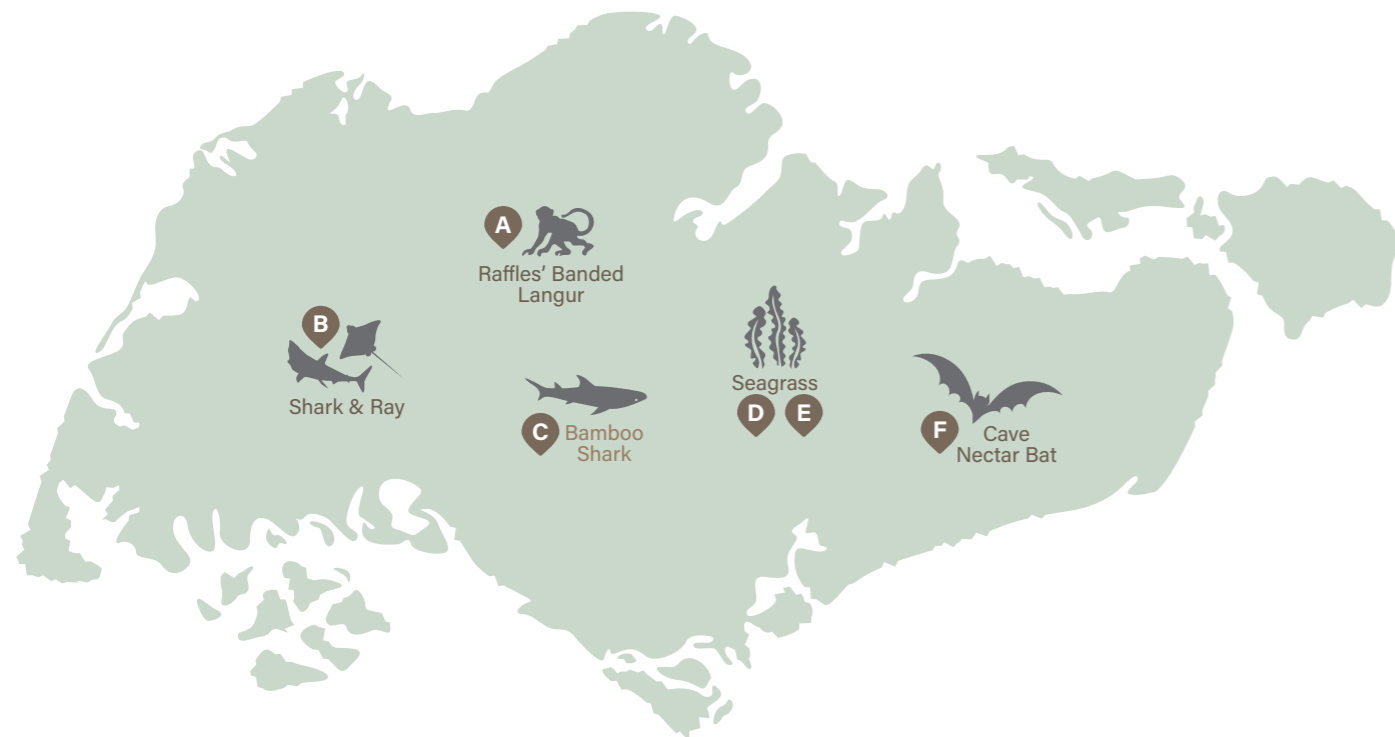 A
Raffles’ Banded
Langur
B
Shark & Ray
C
Bamboo
Shark
Seagrass
D E
F
Cave
Nectar Bat